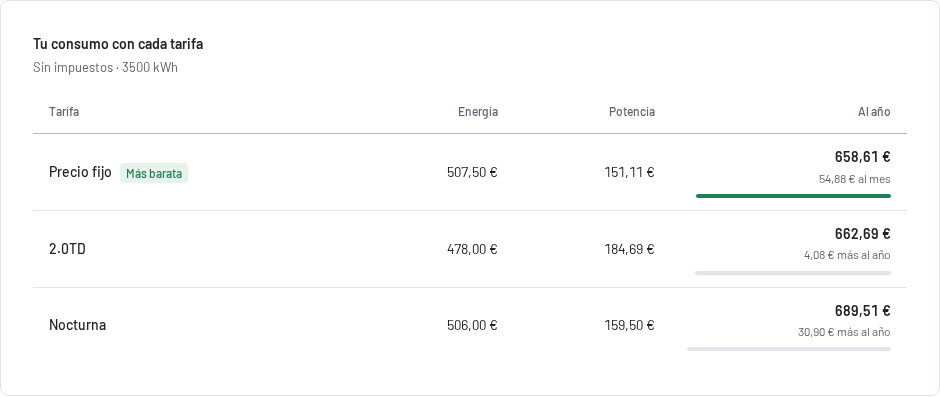 Tu consumo con cada tarifa
Sin impuestos · 3500 kWh
Tarifa Energía Potencia Al año
Precio fijo Más barata 507,50 € 151,11 € 658,61 €
54,88 € al mes
2.0TD 478,00 € 184,69 € 662,69 €
4,08 € más al año
Nocturna 506,00 € 159,50 € 689,51 €
30,90 € más al año